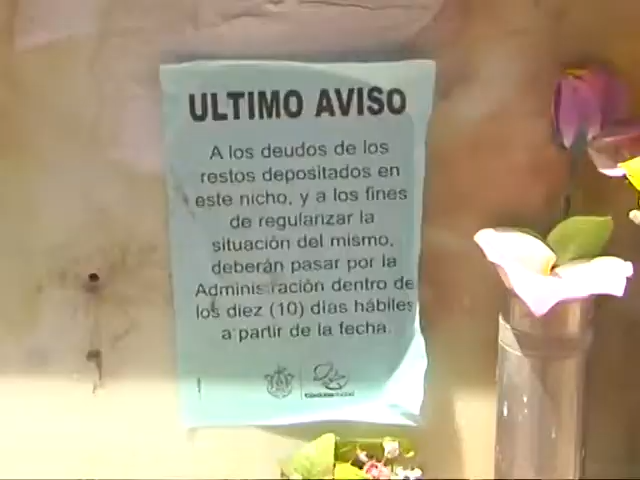 ULTIMO AVISO
A los deudos de los
restos depositados en
este nicho, y a los fines
de regularizar la
situación del mismo,
deberán pasar por la
Administración dentro de
los diez (10) días hábiles
a partir de la fecha.